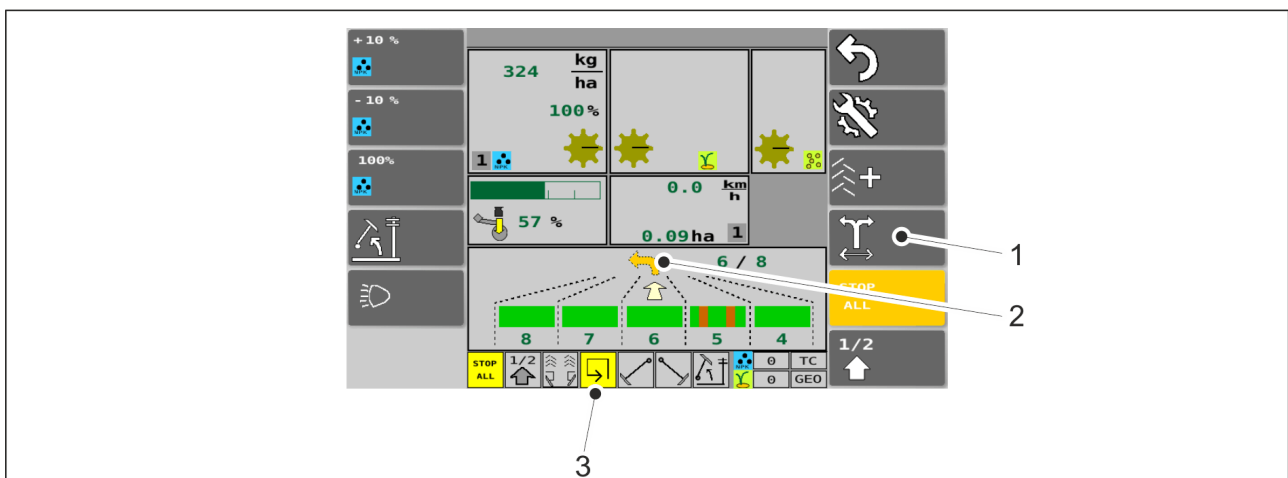 +10 %
NPK
- 10 %
NPK
100%
NPK
324 kg
ha
100%
1 NPK
57 %
0.0 km
h
0.09ha 1
6 / 8
8 7 6 5 4
STOP
ALL
1/2
NPK 0 TC
0 GEO
STOP
ALL
1/2
1
2
3